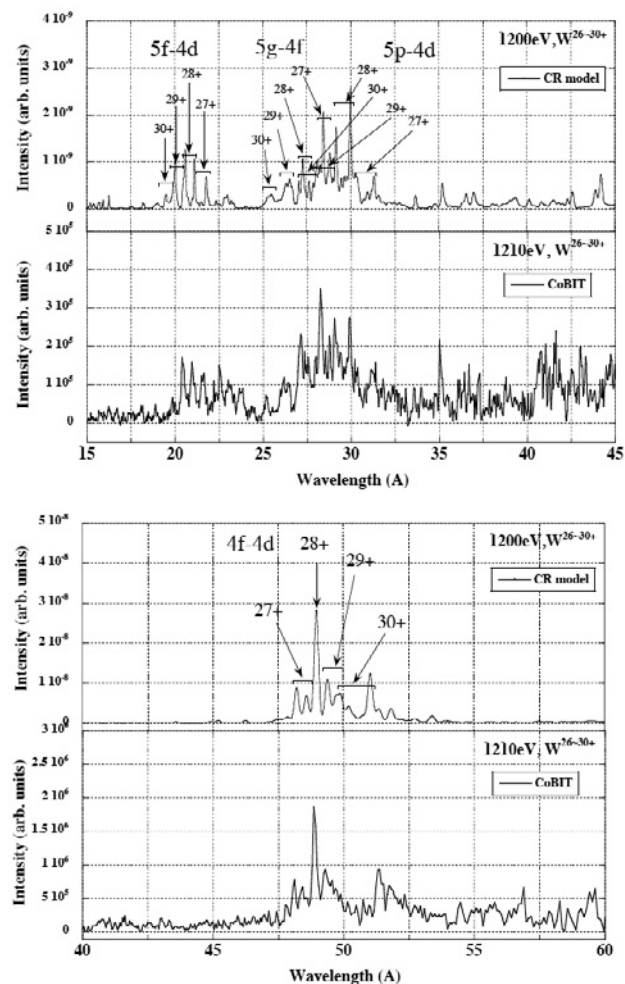 5f-4d 5g-4f 5p-4d
1200eV, W²⁶⁻³⁰⁺
CR model
28+
29+
27+
30+
27+
28+
28+
30+
29+
29+
30+
27+
Intensity (arb. units)
4 10⁻⁹
3 10⁻⁹
2 10⁻⁹
1 10⁻⁹
0
1210eV, W²⁶⁻³⁰⁺
CoBIT
Intensity (arb. units)
5 10⁵
4 10⁵
3 10⁵
2 10⁵
1 10⁵
0
15 20 25 30 35 40 45
Wavelength (A)
4f-4d
28+
29+
27+
30+
1200eV,W²⁶⁻³⁰⁺
CR model
Intensity (arb. units)
5 10⁻⁸
4 10⁻⁸
3 10⁻⁸
2 10⁻⁸
1 10⁻⁸
0
1210eV, W²⁶⁻³⁰⁺
CoBIT
Intensity (arb. units)
2.5 10⁶
2 10⁶
1.5 10⁶
1 10⁶
5 10⁵
0
40 45 50 55 60
Wavelength (A)